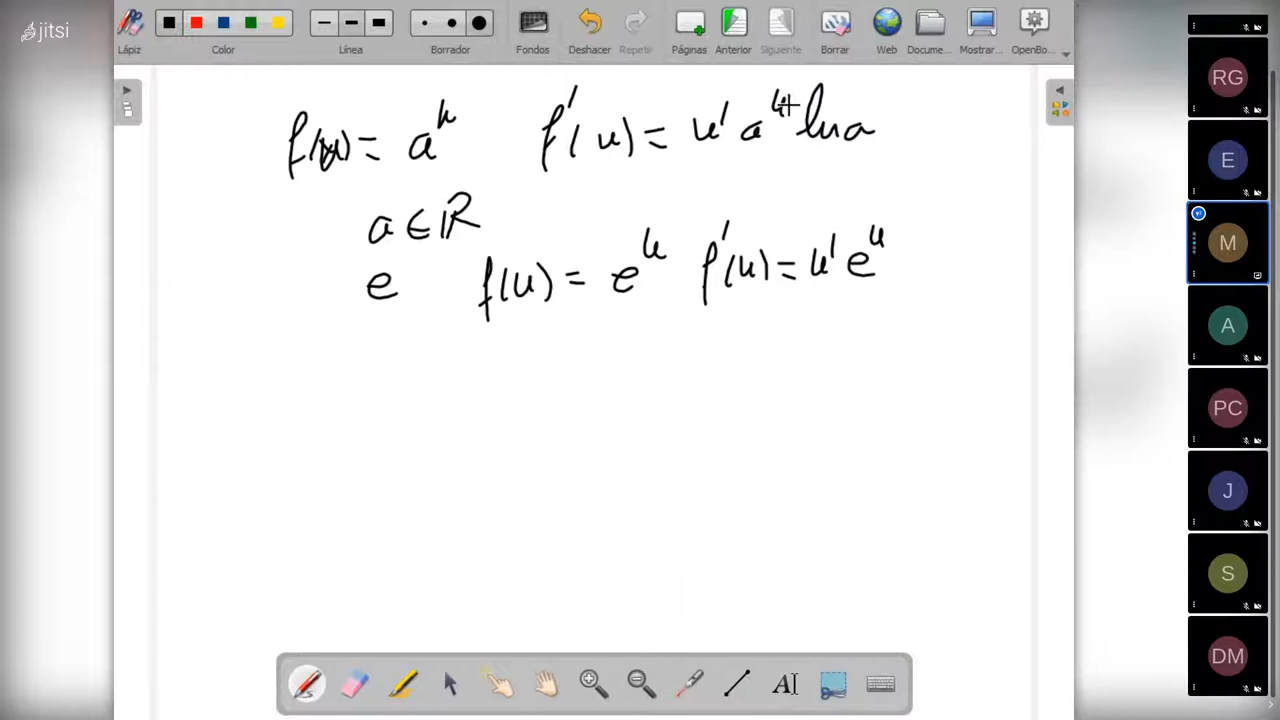 jitsi
Lápiz Color Línea Borrador Fondos Deshacer Repetir Páginas Anterior Siguiente Borrar Web Docume... Mostrar... OpenBo...
f(u) = a^u f'(u) = u' a^u ln a
a ∈ ℝ
e f(u) = e^u f'(u) = u' e^u
RG
E
M
A
PC
J
S
DM